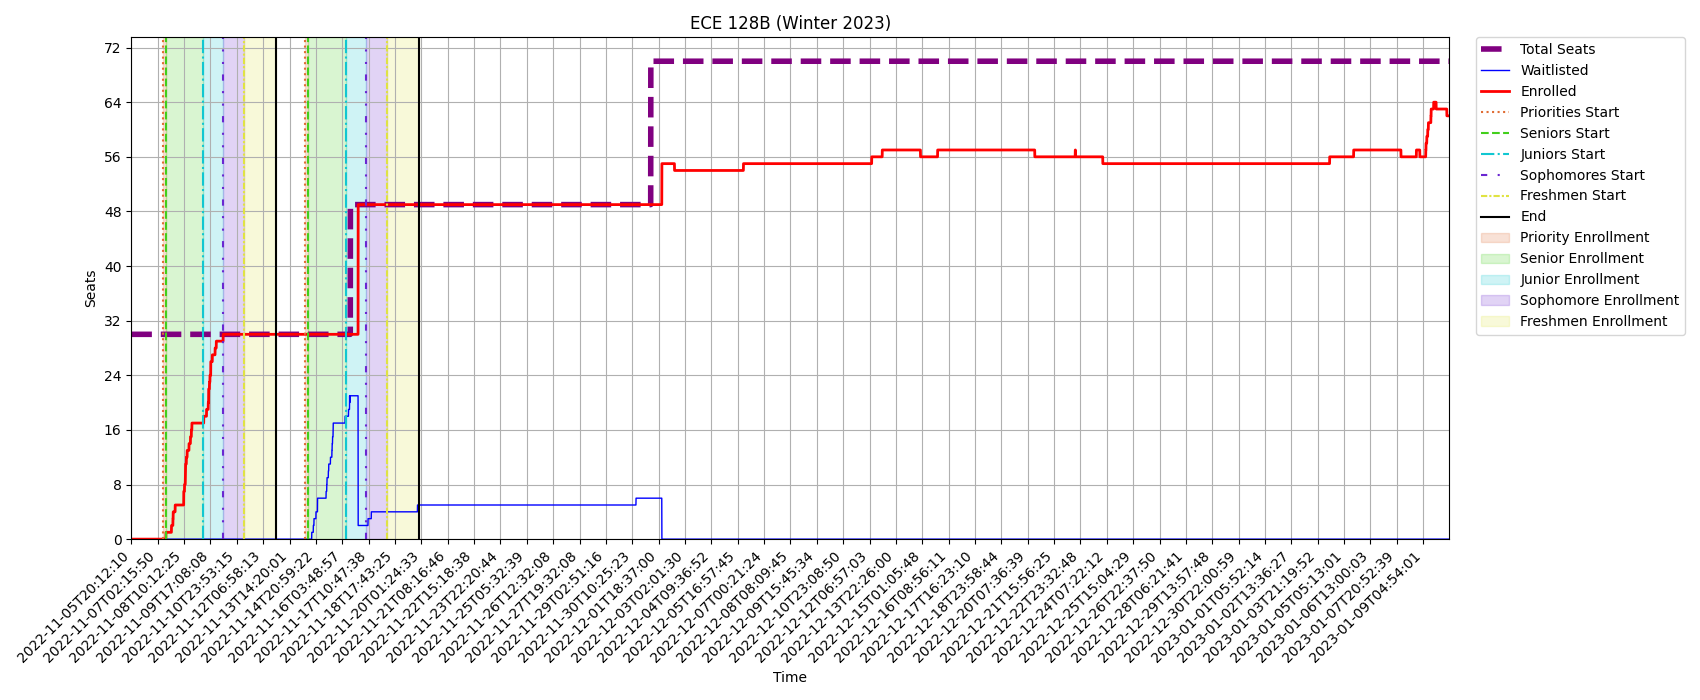 ECE 128B (Winter 2023)
72
64
56
48
40
32
24
16
8
0
Seats
2022-11-05T20:12:10
2022-11-07T02:15:50
2022-11-08T10:12:25
2022-11-09T17:08:08
2022-11-10T23:53:15
2022-11-12T06:58:13
2022-11-13T14:20:01
2022-11-14T20:59:22
2022-11-16T03:48:57
2022-11-17T10:47:38
2022-11-18T17:43:25
2022-11-20T01:24:33
2022-11-21T08:16:46
2022-11-22T15:18:38
2022-11-23T22:20:44
2022-11-25T05:32:39
2022-11-26T12:32:08
2022-11-27T19:32:08
2022-11-29T02:51:16
2022-11-30T10:25:23
2022-12-01T18:37:00
2022-12-03T02:01:30
2022-12-04T09:36:52
2022-12-05T16:57:45
2022-12-07T00:21:24
2022-12-08T08:09:45
2022-12-09T15:45:34
2022-12-10T23:08:50
2022-12-12T06:57:03
2022-12-13T22:26:00
2022-12-15T01:05:48
2022-12-16T08:56:11
2022-12-17T16:23:10
2022-12-18T23:58:44
2022-12-20T07:36:39
2022-12-21T15:56:25
2022-12-22T23:32:48
2022-12-24T07:22:12
2022-12-25T15:04:29
2022-12-26T22:37:50
2022-12-28T06:21:41
2022-12-29T13:57:48
2022-12-30T22:00:59
2023-01-01T05:52:14
2023-01-02T13:36:27
2023-01-03T21:19:52
2023-01-05T05:13:01
2023-01-06T13:00:03
2023-01-07T20:52:39
2023-01-09T04:54:01
Time
Total Seats
Waitlisted
Enrolled
Priorities Start
Seniors Start
Juniors Start
Sophomores Start
Freshmen Start
End
Priority Enrollment
Senior Enrollment
Junior Enrollment
Sophomore Enrollment
Freshmen Enrollment